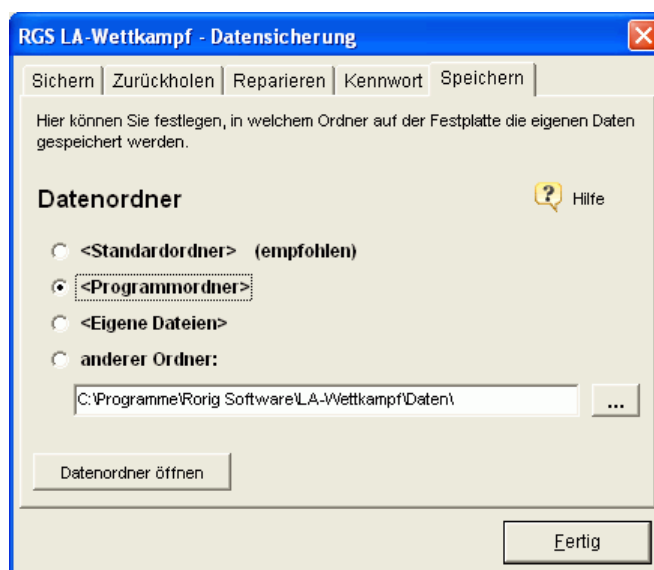 RGS LA-Wettkampf - Datensicherung
Sichern Zurückholen Reparieren Kennwort Speichern
Hier können Sie festlegen, in welchem Ordner auf der Festplatte die eigenen Daten
gespeichert werden.
Datenordner
Hilfe
<Standardordner> (empfohlen)
<Programmordner>
<Eigene Dateien>
anderer Ordner:
C:\Programme\Rorig Software\LA-Wettkampf\Daten\
...
Datenordner öffnen
Fertig